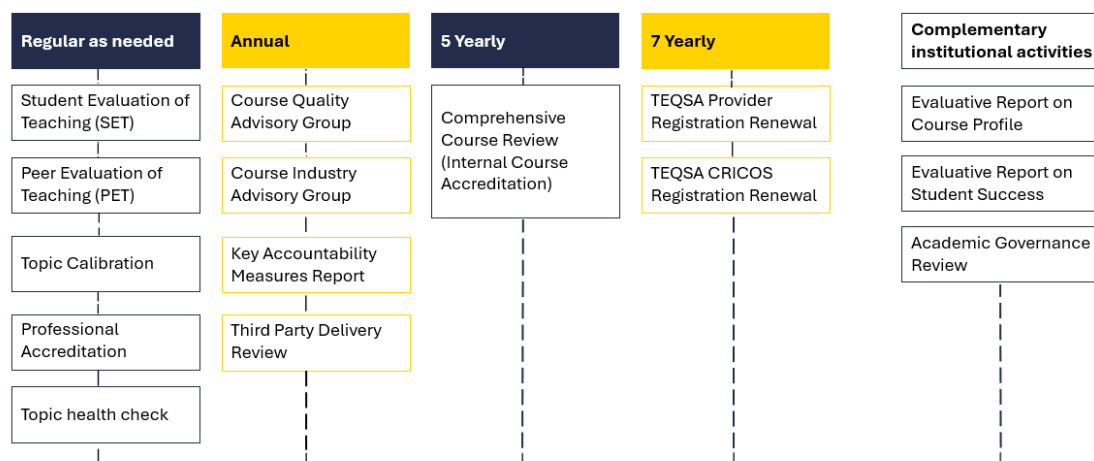 Regular as needed
Student Evaluation of
Teaching (SET)
Peer Evaluation of
Teaching (PET)
Topic Calibration
Professional
Accreditation
Topic health check
Annual
Course Quality
Advisory Group
Course Industry
Advisory Group
Key Accountability
Measures Report
Third Party Delivery
Review
5 Yearly
Comprehensive
Course Review
(Internal Course
Accreditation)
7 Yearly
TEQSA Provider
Registration Renewal
TEQSA CRICOS
Registration Renewal
Complementary
institutional activities
Evaluative Report on
Course Profile
Evaluative Report on
Student Success
Academic Governance
Review